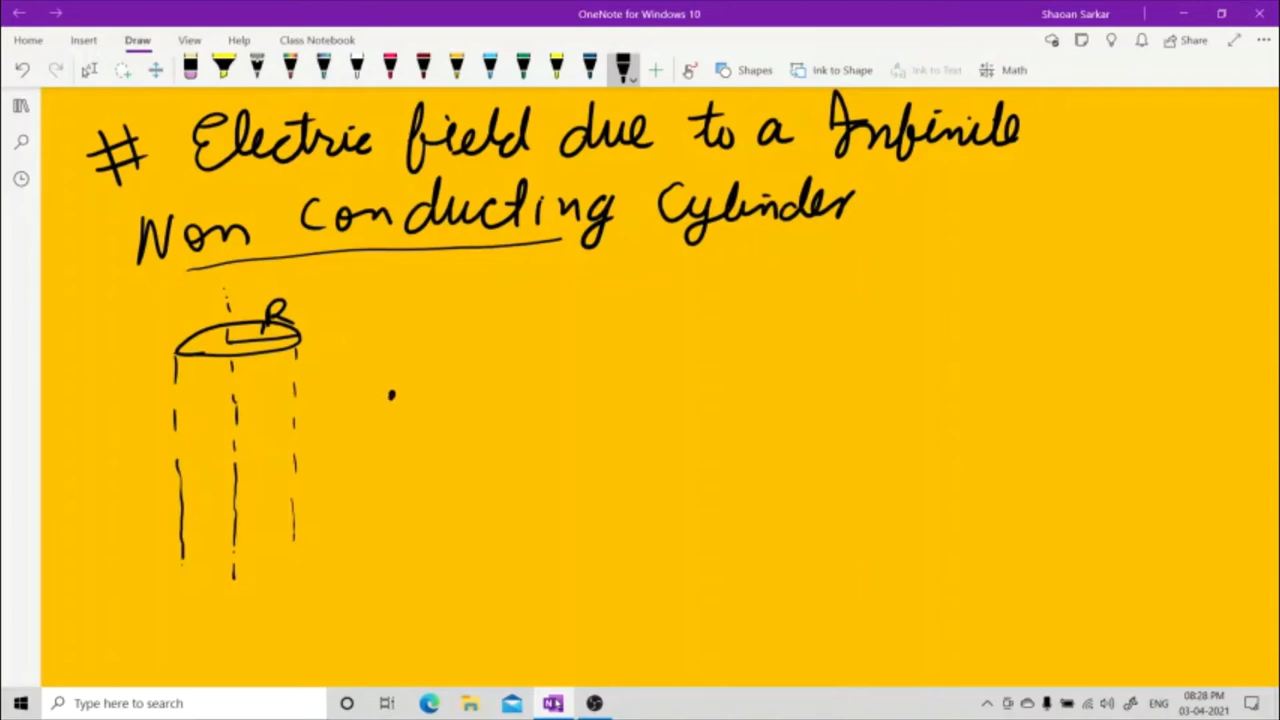 OneNote for Windows 10
Shaoan Sarkar
Home Insert Draw View Help Class Notebook
Share
Shapes Ink to Shape Ink to Text Math
# Electric field due to a Infinite
Non Conducting Cylinder
R
Type here to search
ENG
08:28 PM
03-04-2021